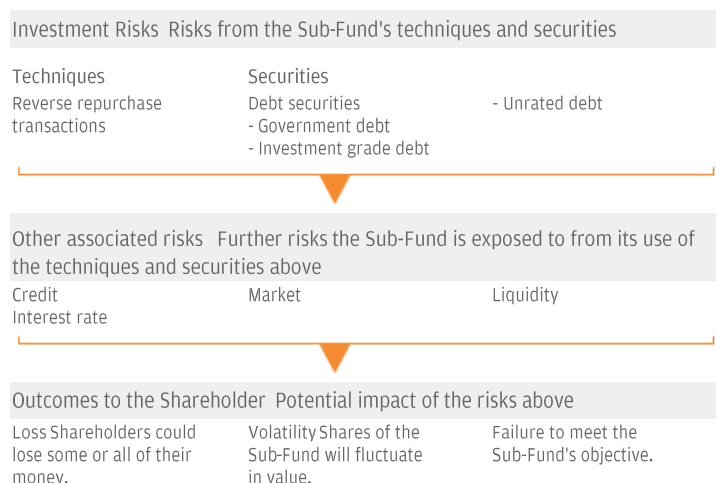 Investment Risks Risks from the Sub-Fund's techniques and securities
Techniques
Reverse repurchase
transactions
Securities
Debt securities
- Government debt
- Investment grade debt
- Unrated debt
Other associated risks Further risks the Sub-Fund is exposed to from its use of
the techniques and securities above
Credit
Interest rate
Market
Liquidity
Outcomes to the Shareholder Potential impact of the risks above
Loss Shareholders could
lose some or all of their
money.
Volatility Shares of the
Sub-Fund will fluctuate
in value.
Failure to meet the
Sub-Fund's objective.